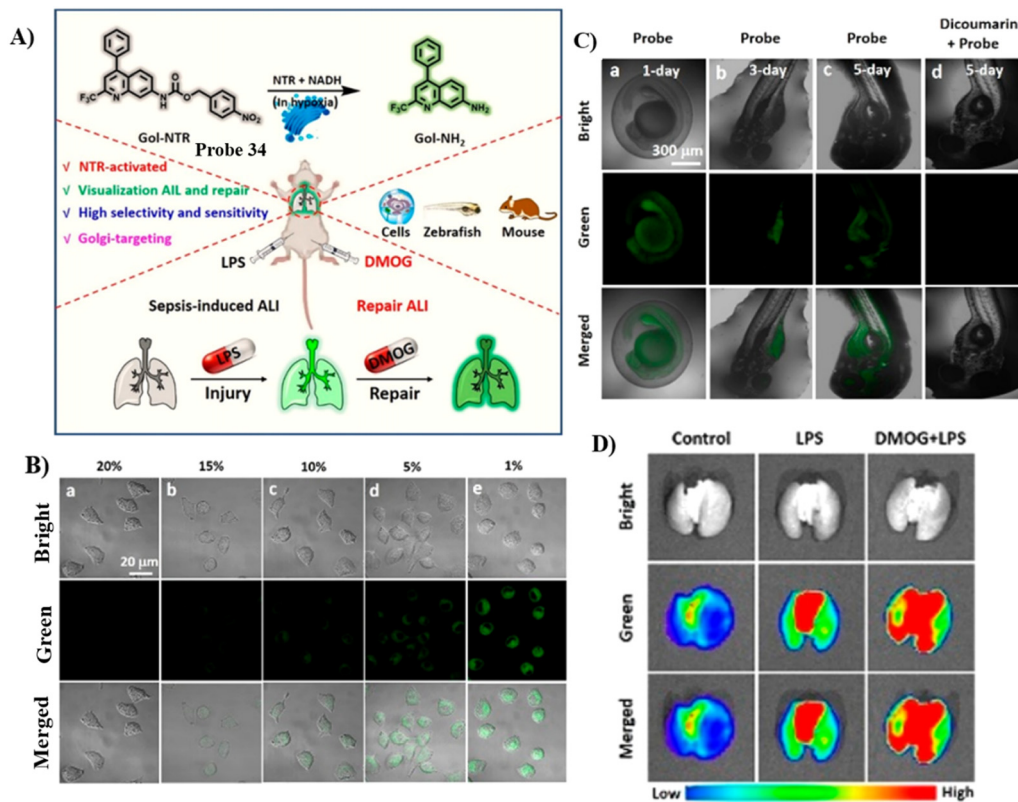 A)
NTR + NADH
(In hypoxia)
F₃C
N
N
H
O
O
NO₂
F₃C
N
NH₂
Gol-NTR
Probe 34
Gol-NH₂
√ NTR-activated
√ Visualization AIL and repair
√ High selectivity and sensitivity
√ Golgi-targeting
Cells
Zebrafish
Mouse
LPS
DMOG
Sepsis-induced ALI
Repair ALI
LPS
DMOG
Injury
Repair
B)
20%
15%
10%
5%
1%
a
b
c
d
e
20 μm
Bright
Green
Merged
C)
Probe
Probe
Probe
Dicoumarin
+ Probe
a
1-day
b
3-day
c
5-day
d
5-day
300 μm
Bright
Green
Merged
D)
Control
LPS
DMOG+LPS
Bright
Green
Merged
Low
High